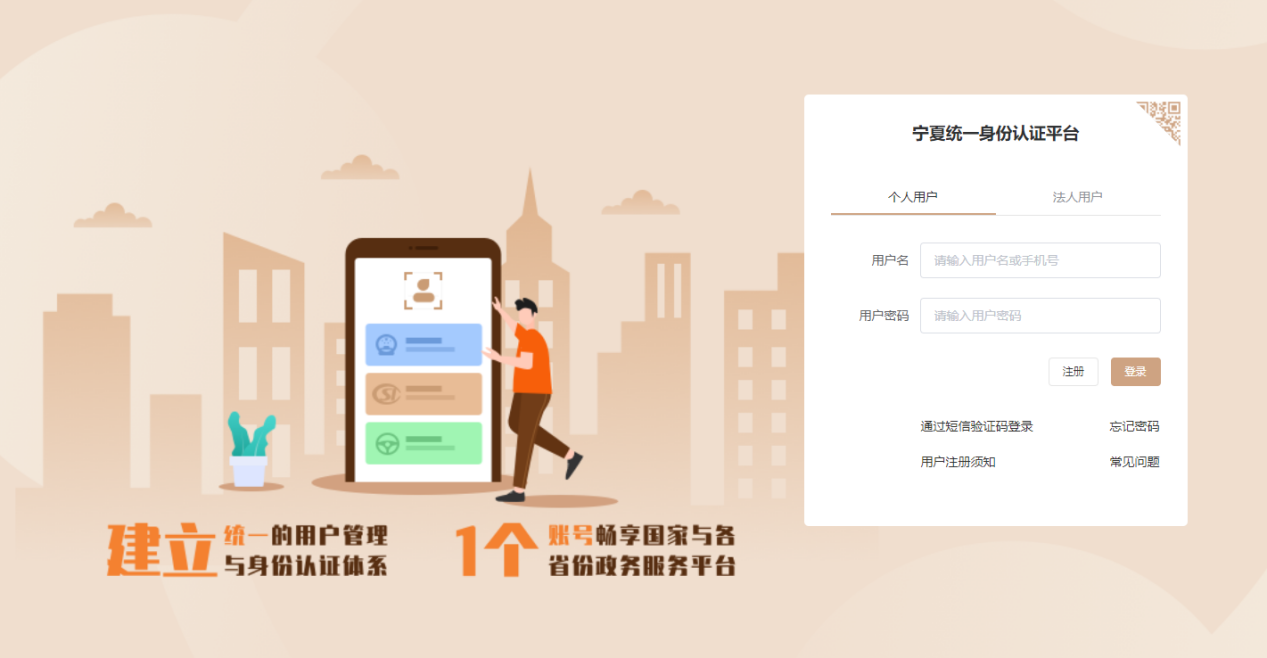 宁夏统一身份认证平台
个人用户 法人用户
用户名 请输入用户名或手机号
用户密码 请输入用户密码
注册 登录
通过短信验证码登录 忘记密码
用户注册须知 常见问题
建立 统一的用户管理
与身份认证体系
1个 账号畅享国家与各
省份政务服务平台